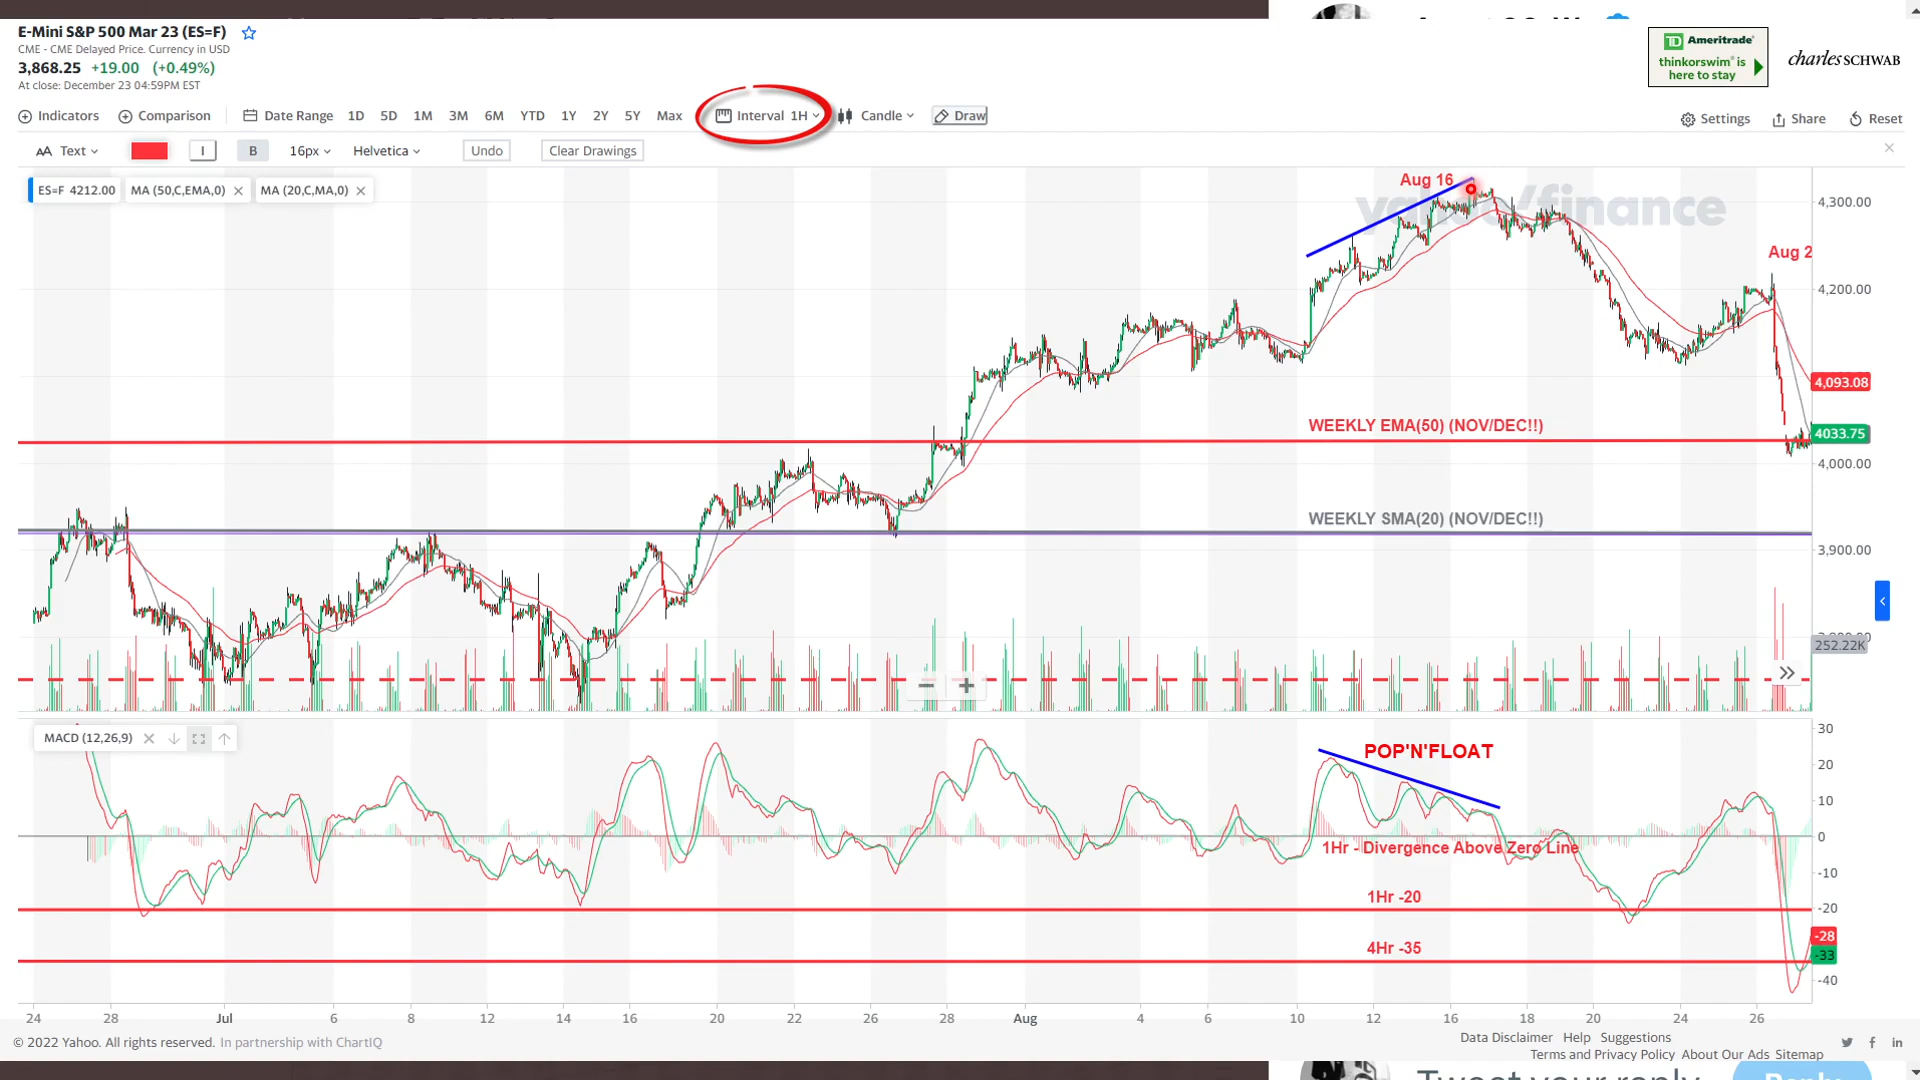 E-Mini S&P 500 Mar 23 (ES=F)
CME - CME Delayed Price. Currency in USD
3,868.25 +19.00 (+0.49%)
At close: December 23 04:59PM EST
TD Ameritrade
thinkorswim® is
here to stay
charles SCHWAB
Indicators Comparison Date Range 1D 5D 1M 3M 6M YTD 1Y 2Y 5Y Max Interval 1H Candle Draw Settings Share Reset
AA Text I B 16px Helvetica Undo Clear Drawings
ES=F 4212.00 MA (50,C,EMA,0) MA (20,C,MA,0)
Aug 16
yahoo/finance
4,300.00
Aug 2
4,200.00
4,093.08
WEEKLY EMA(50) (NOV/DEC!!)
4033.75
4,000.00
WEEKLY SMA(20) (NOV/DEC!!)
3,900.00
252.22K
MACD (12,26,9)
POP'N'FLOAT
30
20
10
0
1Hr - Divergence Above Zero Line
-10
1Hr -20
-20
-28
4Hr -35
-33
-40
24 28 Jul 6 8 12 14 16 20 22 26 28 Aug 4 6 10 12 16 18 20 24 26
© 2022 Yahoo. All rights reserved. In partnership with ChartIQ
Data Disclaimer Help Suggestions
Terms and Privacy Policy About Our Ads Sitemap
Tweet your reply